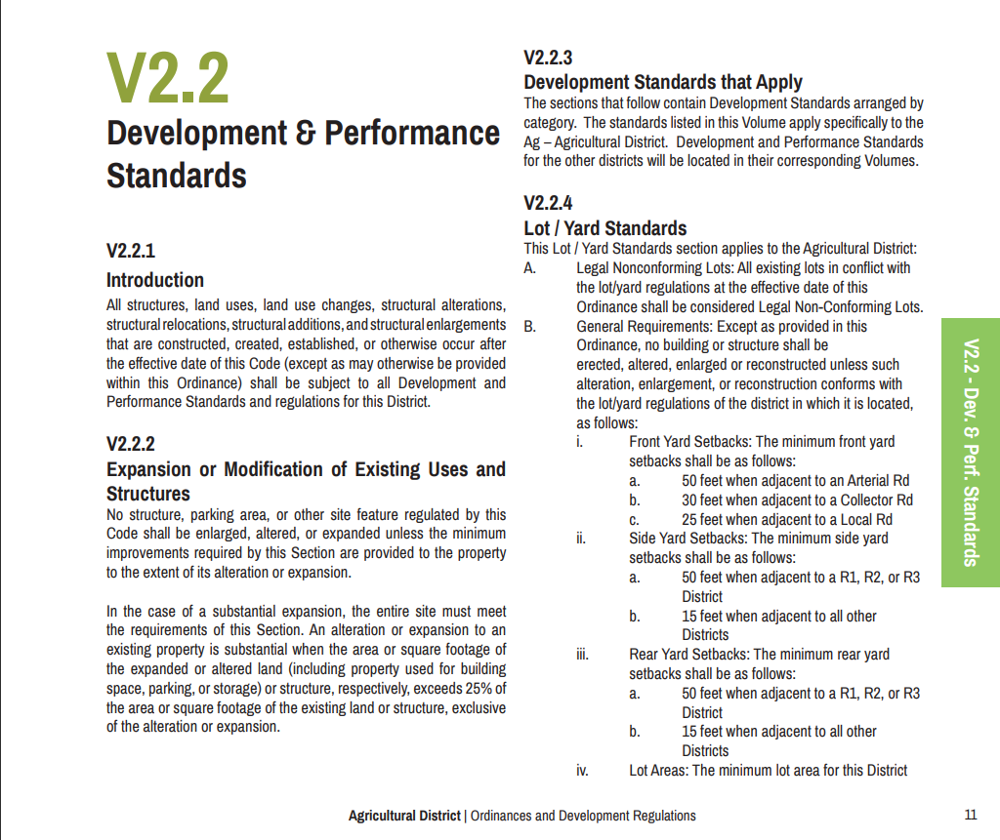 V2.2
Development & Performance
Standards
V2.2.1
Introduction
All structures, land uses, land use changes, structural alterations,
structural relocations, structural additions, and structural enlargements
that are constructed, created, established, or otherwise occur after
the effective date of this Code (except as may otherwise be provided
within this Ordinance) shall be subject to all Development and
Performance Standards and regulations for this District.
V2.2.2
Expansion or Modification of Existing Uses and
Structures
No structure, parking area, or other site feature regulated by this
Code shall be enlarged, altered, or expanded unless the minimum
improvements required by this Section are provided to the property
to the extent of its alteration or expansion.
In the case of a substantial expansion, the entire site must meet
the requirements of this Section. An alteration or expansion to an
existing property is substantial when the area or square footage of
the expanded or altered land (including property used for building
space, parking, or storage) or structure, respectively, exceeds 25% of
the area or square footage of the existing land or structure, exclusive
of the alteration or expansion.
V2.2.3
Development Standards that Apply
The sections that follow contain Development Standards arranged by
category. The standards listed in this Volume apply specifically to the
Ag – Agricultural District. Development and Performance Standards
for the other districts will be located in their corresponding Volumes.
V2.2.4
Lot / Yard Standards
This Lot / Yard Standards section applies to the Agricultural District:
A. Legal Nonconforming Lots: All existing lots in conflict with
the lot/yard regulations at the effective date of this
Ordinance shall be considered Legal Non-Conforming Lots.
B. General Requirements: Except as provided in this
Ordinance, no building or structure shall be
erected, altered, enlarged or reconstructed unless such
alteration, enlargement, or reconstruction conforms with
the lot/yard regulations of the district in which it is located,
as follows:
i. Front Yard Setbacks: The minimum front yard
setbacks shall be as follows:
a. 50 feet when adjacent to an Arterial Rd
b. 30 feet when adjacent to a Collector Rd
c. 25 feet when adjacent to a Local Rd
ii. Side Yard Setbacks: The minimum side yard
setbacks shall be as follows:
a. 50 feet when adjacent to a R1, R2, or R3
District
b. 15 feet when adjacent to all other
Districts
iii. Rear Yard Setbacks: The minimum rear yard
setbacks shall be as follows:
a. 50 feet when adjacent to a R1, R2, or R3
District
b. 15 feet when adjacent to all other
Districts
iv. Lot Areas: The minimum lot area for this District
V2.2 - Dev. & Perf. Standards
Agricultural District | Ordinances and Development Regulations
11